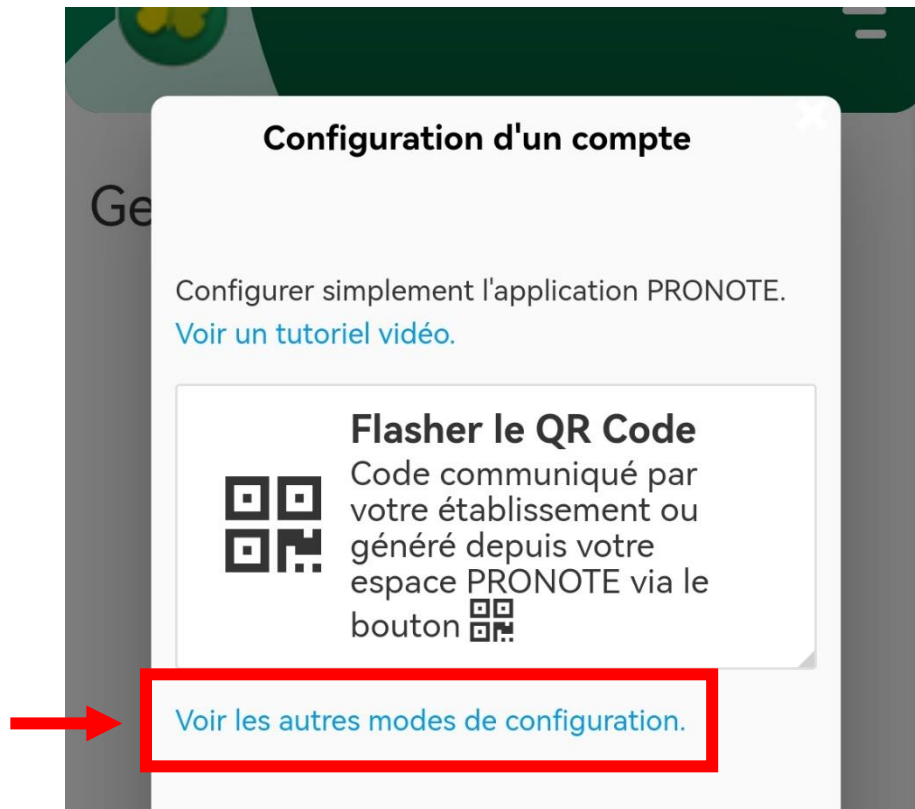 Configuration d'un compte
Ge
Configurer simplement l'application PRONOTE.
Voir un tutoriel vidéo.
Flasher le QR Code
Code communiqué par
votre établissement ou
généré depuis votre
espace PRONOTE via le
bouton
Voir les autres modes de configuration.